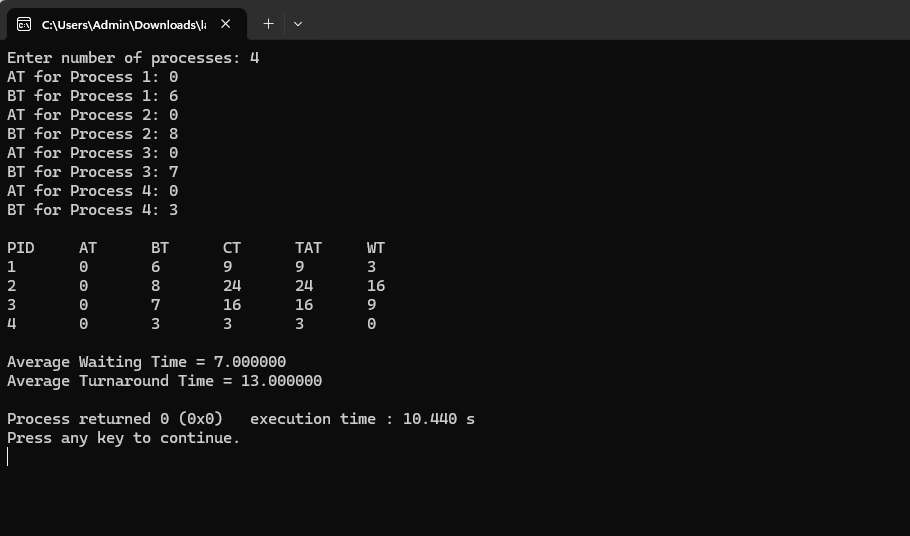 C:\Users\Admin\Downloads\la
Enter number of processes: 4
AT for Process 1: 0
BT for Process 1: 6
AT for Process 2: 0
BT for Process 2: 8
AT for Process 3: 0
BT for Process 3: 7
AT for Process 4: 0
BT for Process 4: 3
PID AT BT CT TAT WT
1 0 6 9 9 3
2 0 8 24 24 16
3 0 7 16 16 9
4 0 3 3 3 0
Average Waiting Time = 7.000000
Average Turnaround Time = 13.000000
Process returned 0 (0x0) execution time : 10.440 s
Press any key to continue.